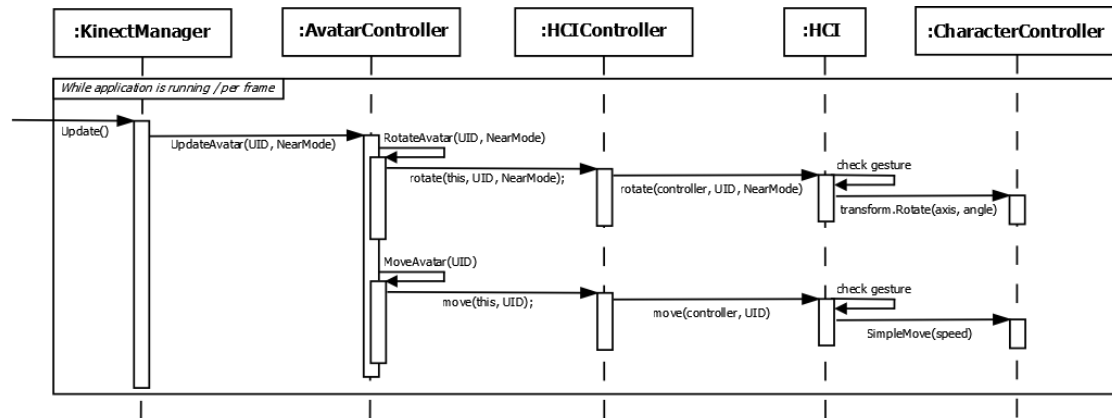 :KinectManager
:AvatarController
:HCIController
:HCI
:CharacterController
While application is running / per frame
Update()
UpdateAvatar(UID, NearMode)
RotateAvatar(UID, NearMode)
rotate(this, UID, NearMode);
rotate(controller, UID, NearMode)
check gesture
transform.Rotate(axis, angle)
MoveAvatar(UID)
move(this, UID);
move(controller, UID)
check gesture
SimpleMove(speed)